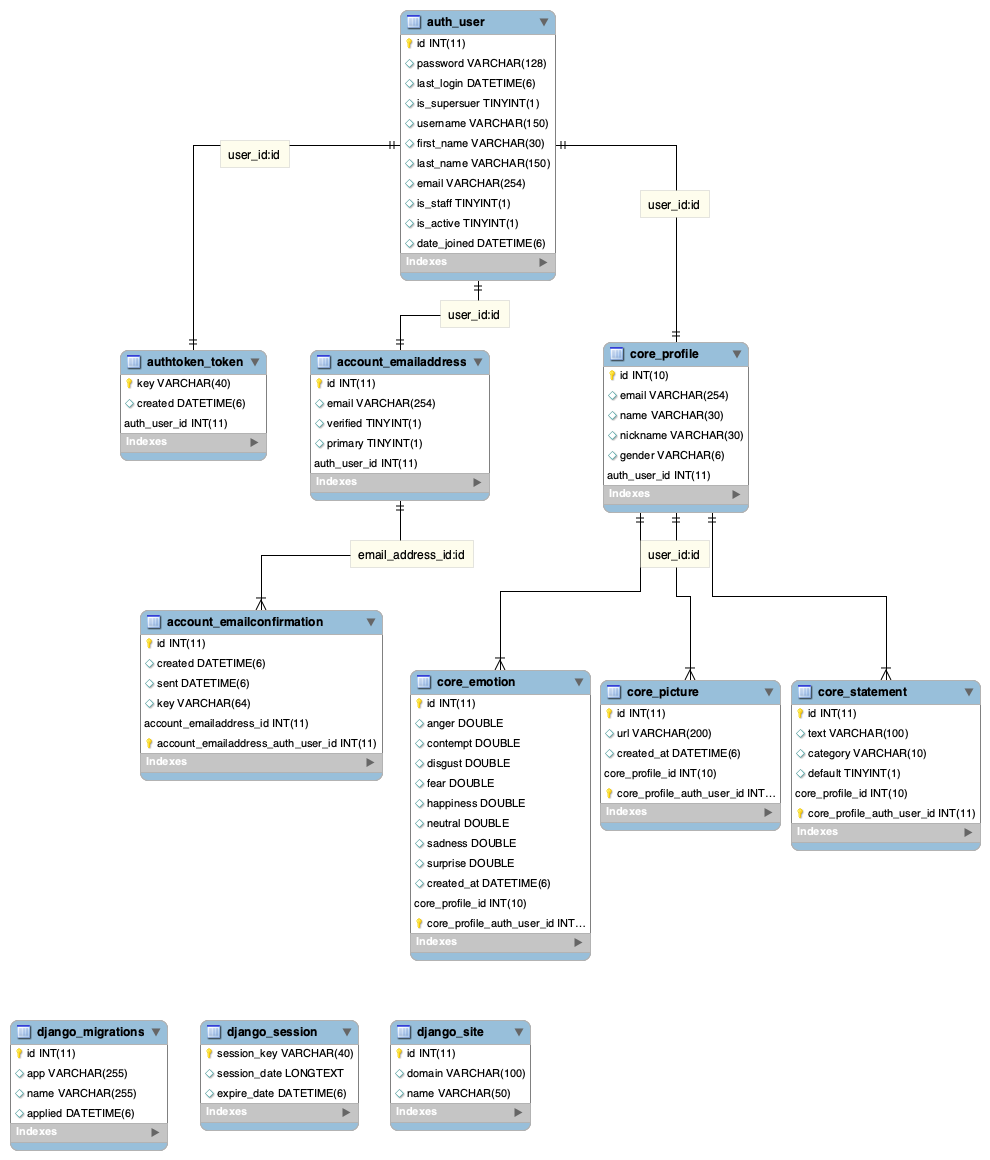 auth_user
id INT(11)
password VARCHAR(128)
last_login DATETIME(6)
is_supersuer TINYINT(1)
username VARCHAR(150)
first_name VARCHAR(30)
last_name VARCHAR(150)
email VARCHAR(254)
is_staff TINYINT(1)
is_active TINYINT(1)
date_joined DATETIME(6)
Indexes
user_id:id
user_id:id
user_id:id
authtoken_token
key VARCHAR(40)
created DATETIME(6)
auth_user_id INT(11)
Indexes
account_emailaddress
id INT(11)
email VARCHAR(254)
verified TINYINT(1)
primary TINYINT(1)
auth_user_id INT(11)
Indexes
core_profile
id INT(10)
email VARCHAR(254)
name VARCHAR(30)
nickname VARCHAR(30)
gender VARCHAR(6)
auth_user_id INT(11)
Indexes
email_address_id:id
user_id:id
account_emailconfirmation
id INT(11)
created DATETIME(6)
sent DATETIME(6)
key VARCHAR(64)
account_emailaddress_id INT(11)
account_emailaddress_auth_user_id INT(11)
Indexes
core_emotion
id INT(11)
anger DOUBLE
contempt DOUBLE
disgust DOUBLE
fear DOUBLE
happiness DOUBLE
neutral DOUBLE
sadness DOUBLE
surprise DOUBLE
created_at DATETIME(6)
core_profile_id INT(10)
core_profile_auth_user_id INT...
Indexes
core_picture
id INT(11)
url VARCHAR(200)
created_at DATETIME(6)
core_profile_id INT(10)
core_profile_auth_user_id INT...
Indexes
core_statement
id INT(11)
text VARCHAR(100)
category VARCHAR(10)
default TINYINT(1)
core_profile_id INT(10)
core_profile_auth_user_id INT(11)
Indexes
django_migrations
id INT(11)
app VARCHAR(255)
name VARCHAR(255)
applied DATETIME(6)
Indexes
django_session
session_key VARCHAR(40)
session_date LONGTEXT
expire_date DATETIME(6)
Indexes
django_site
id INT(11)
domain VARCHAR(100)
name VARCHAR(50)
Indexes